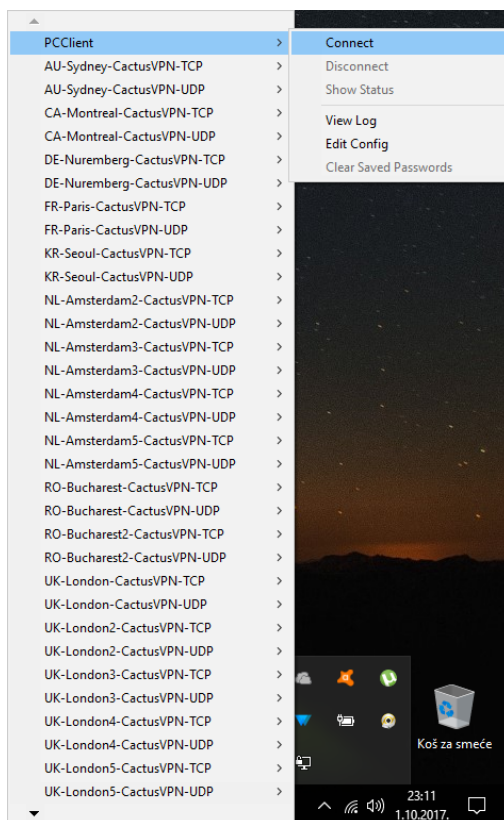 PCClient
AU-Sydney-CactusVPN-TCP
AU-Sydney-CactusVPN-UDP
CA-Montreal-CactusVPN-TCP
CA-Montreal-CactusVPN-UDP
DE-Nuremberg-CactusVPN-TCP
DE-Nuremberg-CactusVPN-UDP
FR-Paris-CactusVPN-TCP
FR-Paris-CactusVPN-UDP
KR-Seoul-CactusVPN-TCP
KR-Seoul-CactusVPN-UDP
NL-Amsterdam2-CactusVPN-TCP
NL-Amsterdam2-CactusVPN-UDP
NL-Amsterdam3-CactusVPN-TCP
NL-Amsterdam3-CactusVPN-UDP
NL-Amsterdam4-CactusVPN-TCP
NL-Amsterdam4-CactusVPN-UDP
NL-Amsterdam5-CactusVPN-TCP
NL-Amsterdam5-CactusVPN-UDP
RO-Bucharest-CactusVPN-TCP
RO-Bucharest-CactusVPN-UDP
RO-Bucharest2-CactusVPN-TCP
RO-Bucharest2-CactusVPN-UDP
UK-London-CactusVPN-TCP
UK-London-CactusVPN-UDP
UK-London2-CactusVPN-TCP
UK-London2-CactusVPN-UDP
UK-London3-CactusVPN-TCP
UK-London3-CactusVPN-UDP
UK-London4-CactusVPN-TCP
UK-London4-CactusVPN-UDP
UK-London5-CactusVPN-TCP
UK-London5-CactusVPN-UDP
Connect
Disconnect
Show Status
View Log
Edit Config
Clear Saved Passwords
Koš za smeće
23:11
1.10.2017.